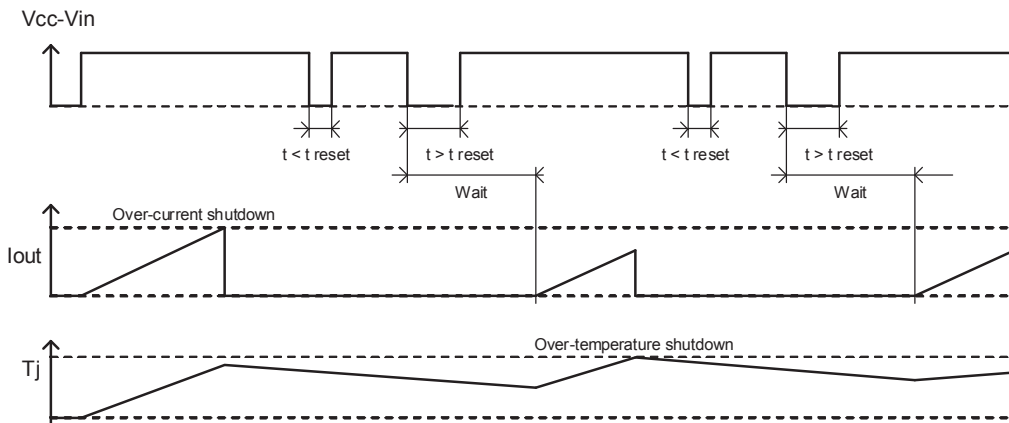 Vcc-Vin
t < t reset
t > t reset
t < t reset
t > t reset
Wait
Wait
Over-current shutdown
Iout
Over-temperature shutdown
Tj